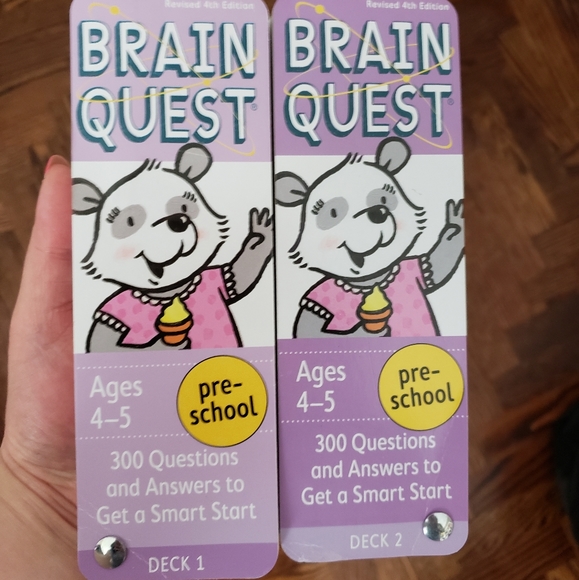 Revised 4th Edition
BRAIN
QUEST®
Ages
4–5
pre-
school
300 Questions
and Answers to
Get a Smart Start
DECK 1
Revised 4th Edition
BRAIN
QUEST®
Ages
4–5
pre-
school
300 Questions
and Answers to
Get a Smart Start
DECK 2